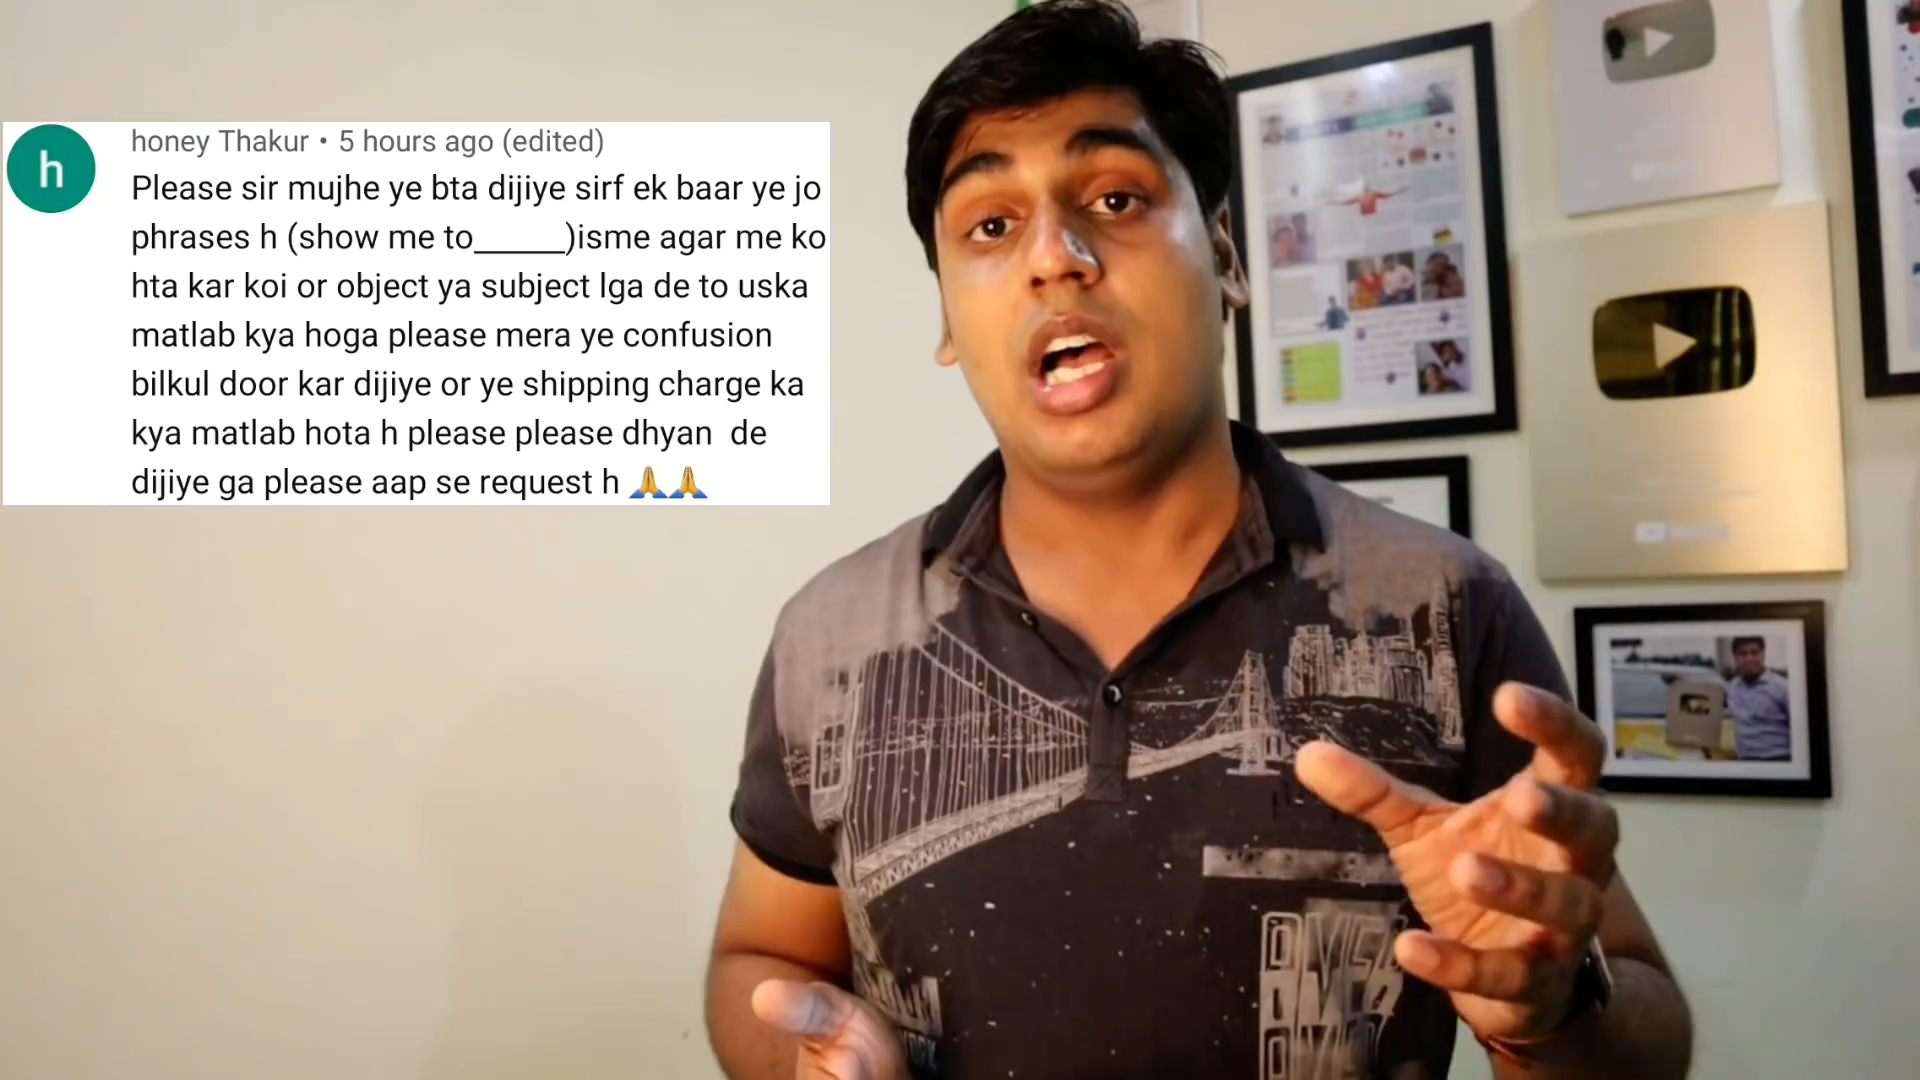 h
honey Thakur • 5 hours ago (edited)
Please sir mujhe ye bta dijiye sirf ek baar ye jo
phrases h (show me to______)isme agar me ko
hta kar koi or object ya subject lga de to uska
matlab kya hoga please mera ye confusion
bilkul door kar dijiye or ye shipping charge ka
kya matlab hota h please please dhyan  de
dijiye ga please aap se request h 🙏🙏
OVER